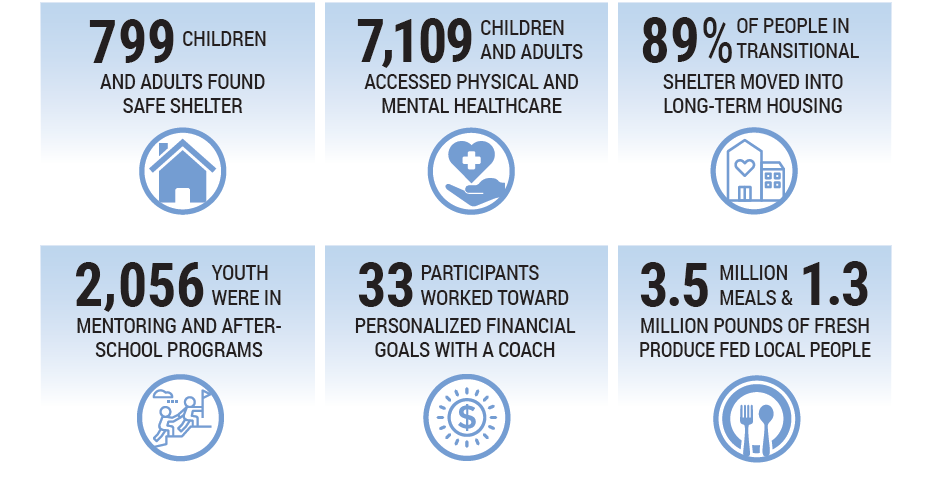 799 CHILDREN
AND ADULTS FOUND
SAFE SHELTER
7,109 CHILDREN
AND ADULTS
ACCESSED PHYSICAL AND
MENTAL HEALTHCARE
89% OF PEOPLE IN
TRANSITIONAL
SHELTER MOVED INTO
LONG-TERM HOUSING
2,056 YOUTH
WERE IN
MENTORING AND AFTER-
SCHOOL PROGRAMS
33 PARTICIPANTS
WORKED TOWARD
PERSONALIZED FINANCIAL
GOALS WITH A COACH
$
3.5 MILLION
MEALS & 1.3
MILLION POUNDS OF FRESH
PRODUCE FED LOCAL PEOPLE